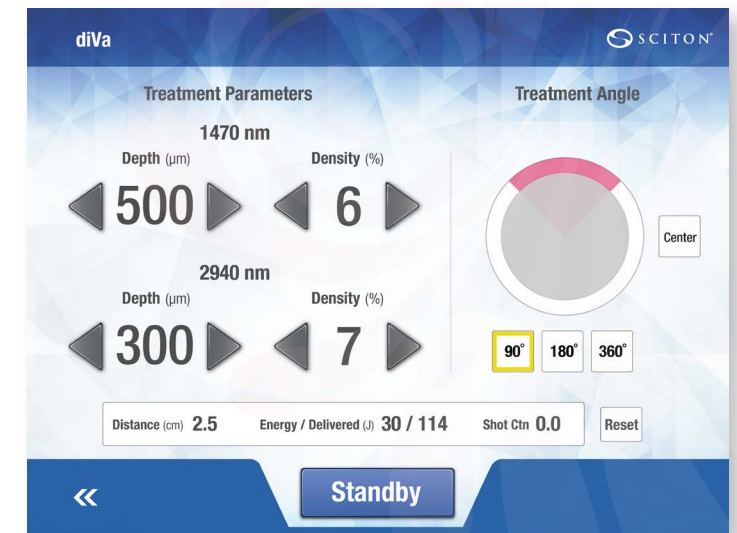 diVa
SCITON®
Treatment Parameters
1470 nm
Depth (μm) Density (%)
500 6
2940 nm
Depth (μm) Density (%)
300 7
Treatment Angle
Center
90° 180° 360°
Distance (cm) 2.5 Energy / Delivered (J) 30 / 114 Shot Ctn 0.0 Reset
Standby